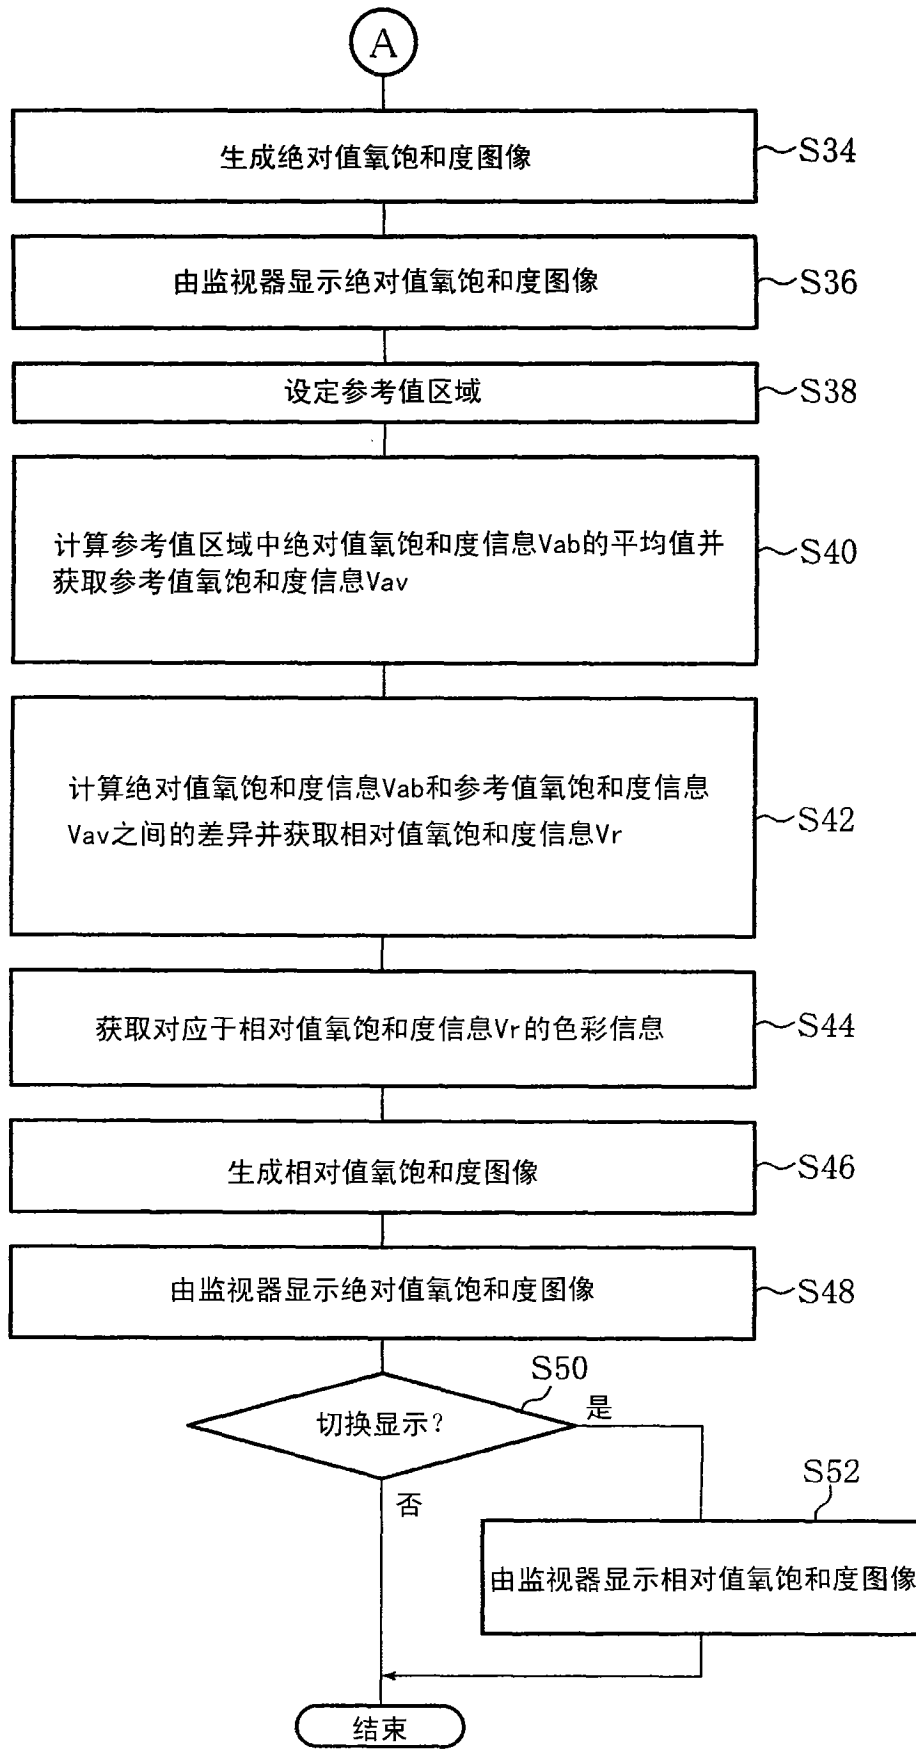 A
生成绝对值氧饱和度图像
S34
由监视器显示绝对值氧饱和度图像
S36
设定参考值区域
S38
计算参考值区域中绝对值氧饱和度信息Vab的平均值并
获取参考值氧饱和度信息Vav
S40
计算绝对值氧饱和度信息Vab和参考值氧饱和度信息
Vav之间的差异并获取相对值氧饱和度信息Vr
S42
获取对应于相对值氧饱和度信息Vr的色彩信息
S44
生成相对值氧饱和度图像
S46
由监视器显示绝对值氧饱和度图像
S48
S50
切换显示?
是
否
S52
由监视器显示相对值氧饱和度图像
结束